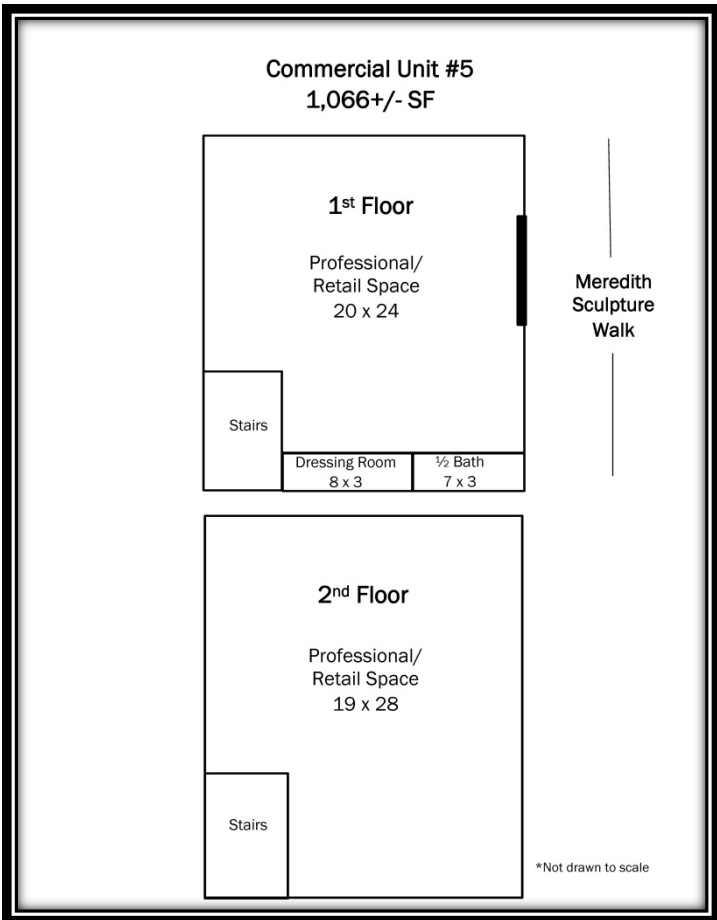 Commercial Unit #5
1,066+/- SF
1st Floor
Professional/
Retail Space
20 x 24
Meredith
Sculpture
Walk
Stairs
Dressing Room
8 x 3
½ Bath
7 x 3
2nd Floor
Professional/
Retail Space
19 x 28
Stairs
*Not drawn to scale